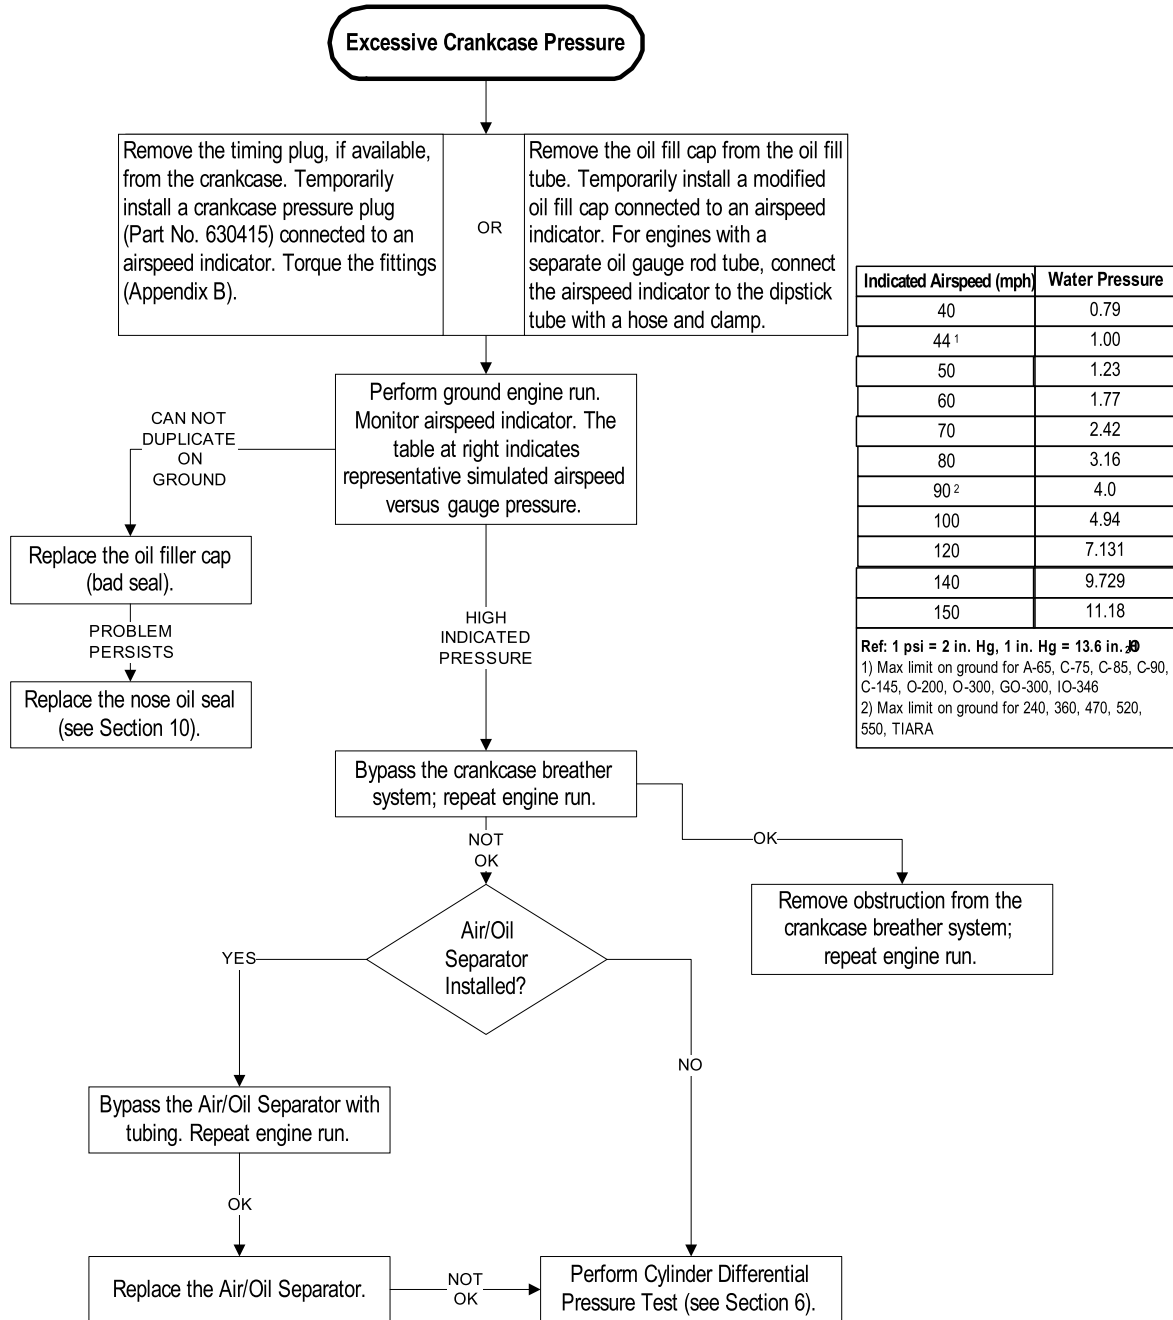 Excessive Crankcase Pressure
Remove the timing plug, if available,
from the crankcase. Temporarily
install a crankcase pressure plug
(Part No. 630415) connected to an
airspeed indicator. Torque the fittings
(Appendix B).
OR
Remove the oil fill cap from the oil fill
tube. Temporarily install a modified
oil fill cap connected to an airspeed
indicator. For engines with a
separate oil gauge rod tube, connect
the airspeed indicator to the dipstick
tube with a hose and clamp.
Indicated Airspeed (mph) Water Pressure
40 0.79
44 1 1.00
50 1.23
60 1.77
70 2.42
80 3.16
90 2 4.0
100 4.94
120 7.131
140 9.729
150 11.18
Ref: 1 psi = 2 in. Hg, 1 in. Hg = 13.6 in.
1) Max limit on ground for A-65, C-75, C-85, C-90,
C-145, O-200, O-300, GO-300, IO-346
2) Max limit on ground for 240, 360, 470, 520,
550, TIARA
Perform ground engine run.
Monitor airspeed indicator. The
table at right indicates
representative simulated airspeed
versus gauge pressure.
CAN NOT
DUPLICATE
ON
GROUND
Replace the oil filler cap
(bad seal).
PROBLEM
PERSISTS
Replace the nose oil seal
(see Section 10).
HIGH
INDICATED
PRESSURE
Bypass the crankcase breather
system; repeat engine run.
NOT
OK
OK
Remove obstruction from the
crankcase breather system;
repeat engine run.
Air/Oil
Separator
Installed?
YES
NO
Bypass the Air/Oil Separator with
tubing. Repeat engine run.
OK
Replace the Air/Oil Separator.
NOT
OK
Perform Cylinder Differential
Pressure Test (see Section 6).